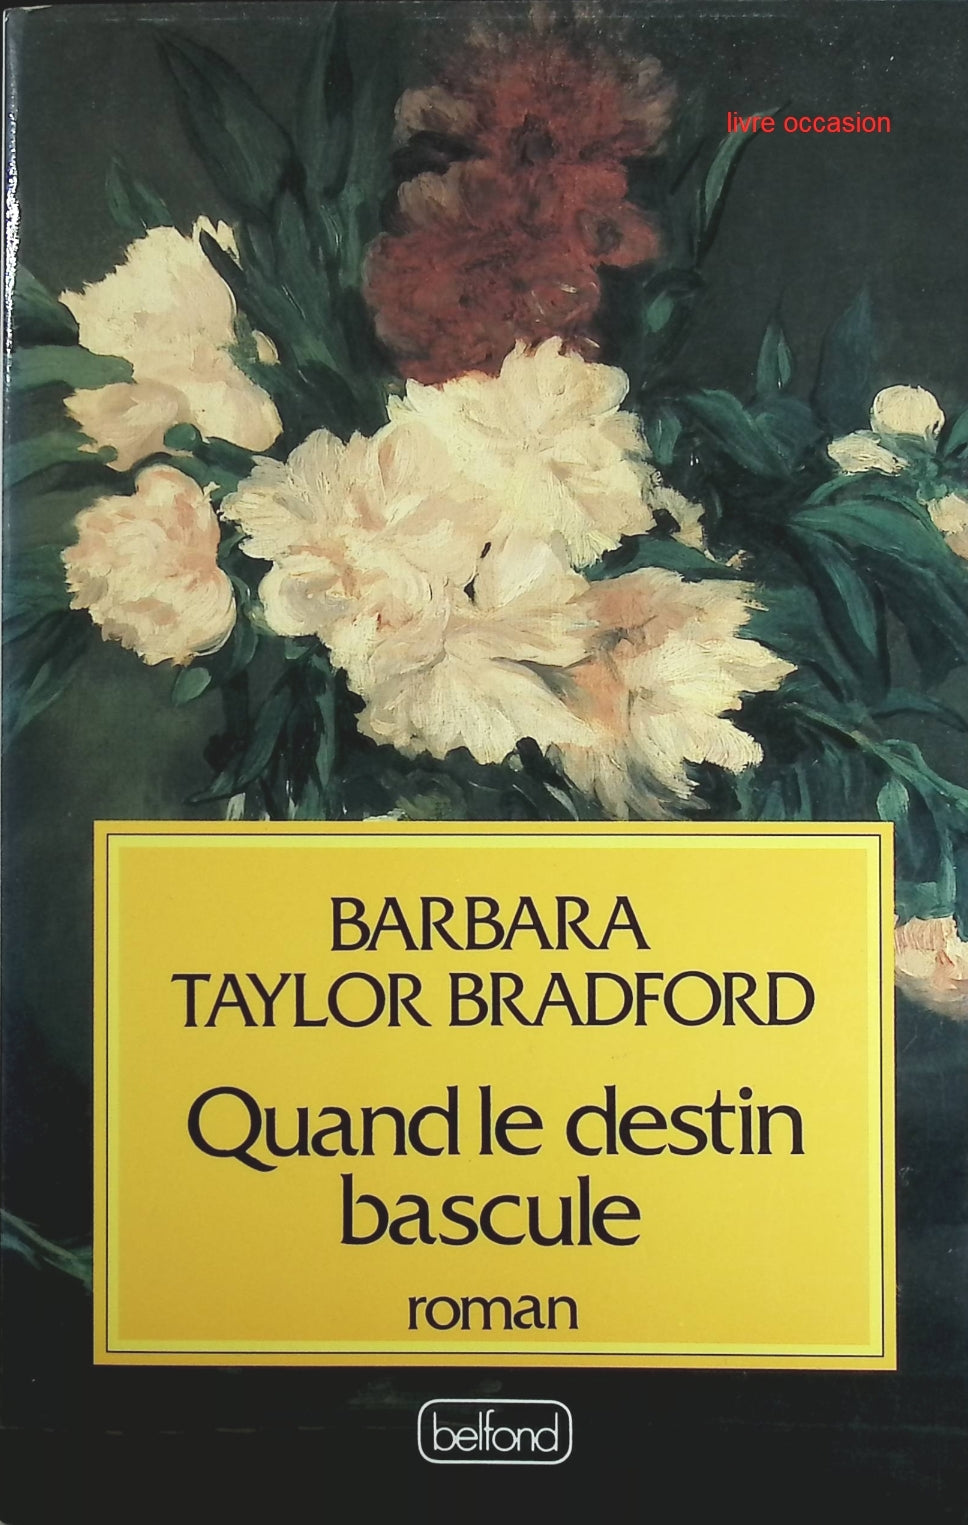 livre occasion
BARBARA
TAYLOR BRADFORD
Quand le destin
bascule
roman
belfond